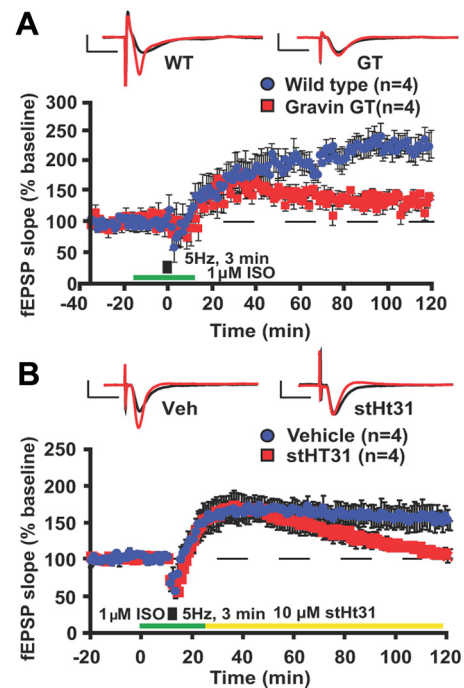 A
WT
GT
Wild type (n=4)
Gravin GT(n=4)
fEPSP slope (% baseline)
300
250
200
150
100
50
0
5Hz, 3 min
1µM ISO
-40 -20 0 20 40 60 80 100 120
Time (min)
B
Veh
stHt31
Vehicle (n=4)
stHT31 (n=4)
fEPSP slope (% baseline)
250
200
150
100
50
0
1µM ISO 5Hz, 3 min 10 µM stHt31
-20 0 20 40 60 80 100 120
Time (min)